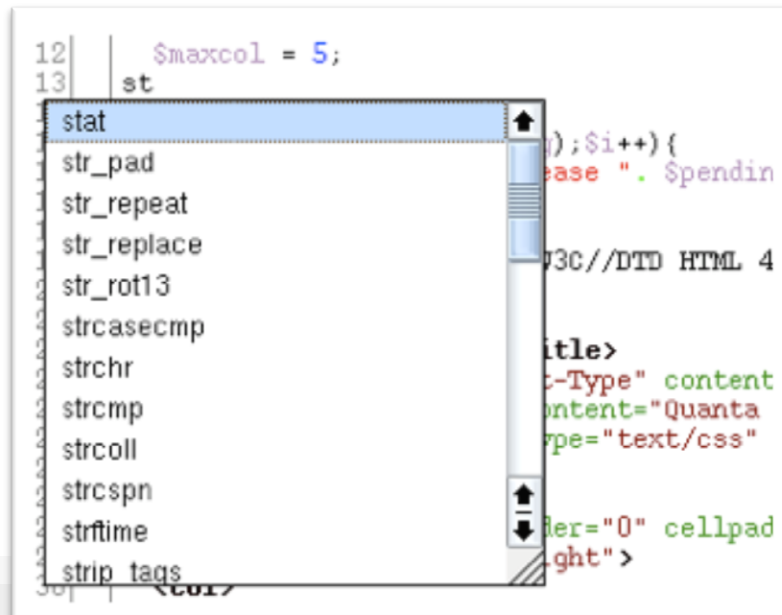 12 $maxcol = 5;
13 st
stat
str_pad
);$i++){
ease ". $pendin
str_repeat
str_replace
W3C//DTD HTML 4
str_rot13
strcasecmp
itle>
strchr
t-Type" content
strcmp
ontent="Quanta
strcoll
ype="text/css"
strcspn
strftime
der="0" cellpad
ght">
strip_tags
<col>